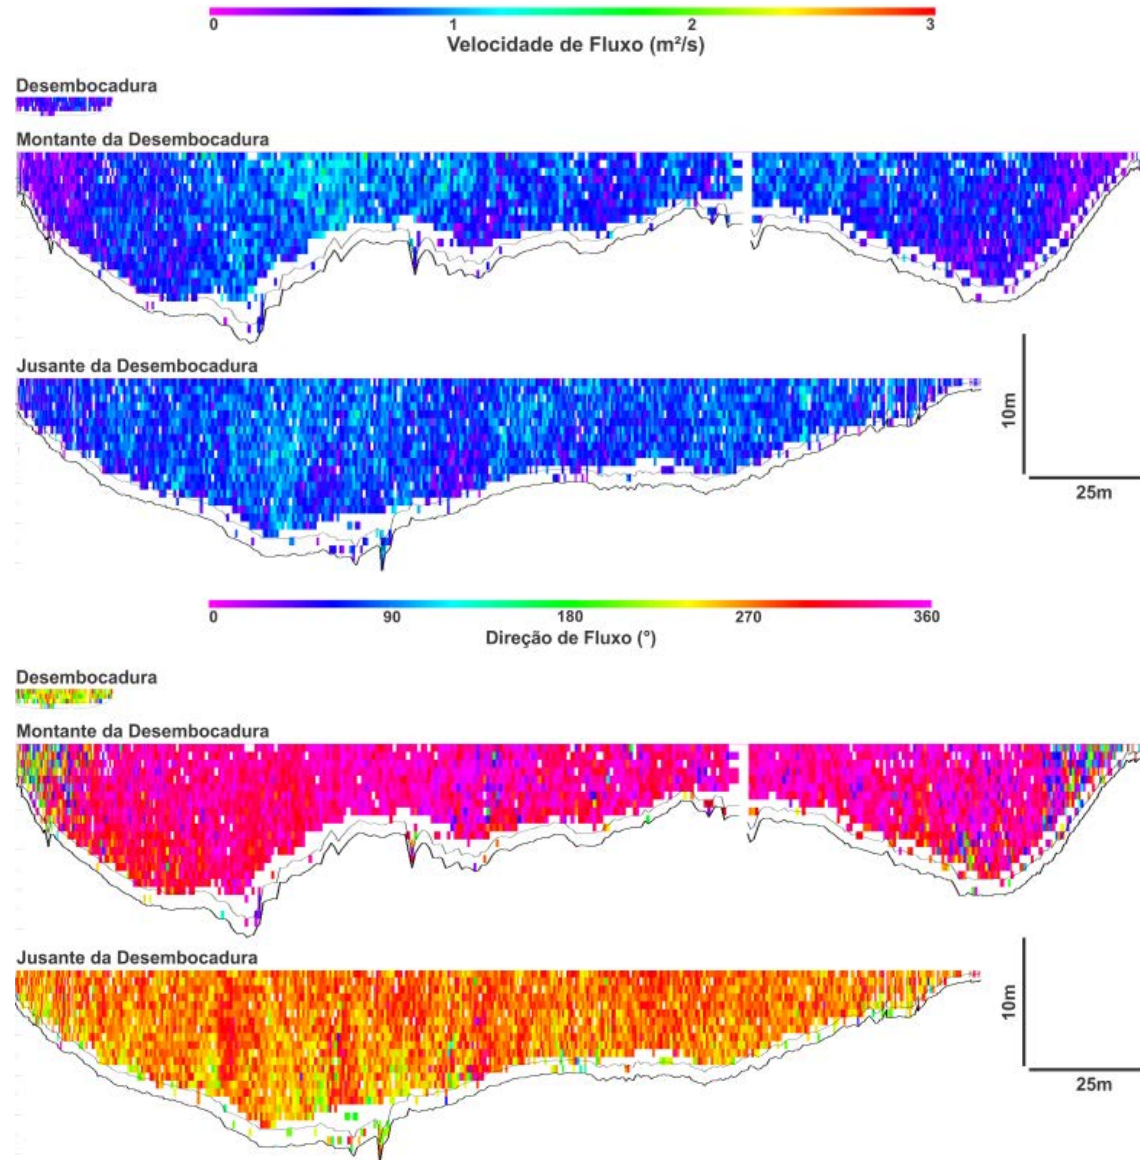 0 1 2 3
Velocidade de Fluxo (m²/s)
Desembocadura
Montante da Desembocadura
Jusante da Desembocadura
10m
25m
0 90 180 270 360
Direção de Fluxo (°)
Desembocadura
Montante da Desembocadura
Jusante da Desembocadura
10m
25m